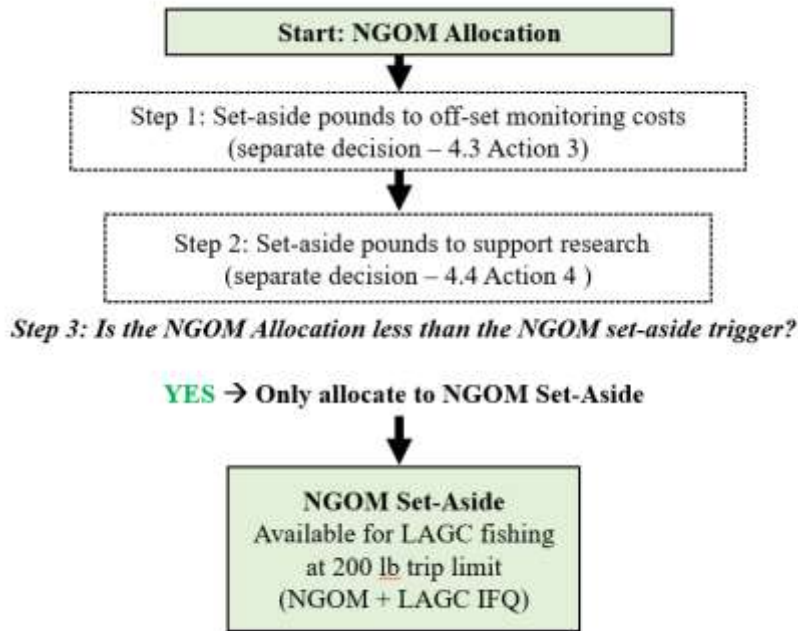 Start: NGOM Allocation
Step 1: Set-aside pounds to off-set monitoring costs
(separate decision – 4.3 Action 3)
Step 2: Set-aside pounds to support research
(separate decision – 4.4 Action 4 )
Step 3: Is the NGOM Allocation less than the NGOM set-aside trigger?
YES → Only allocate to NGOM Set-Aside
NGOM Set-Aside
Available for LAGC fishing
at 200 lb trip limit
(NGOM + LAGC IFQ)